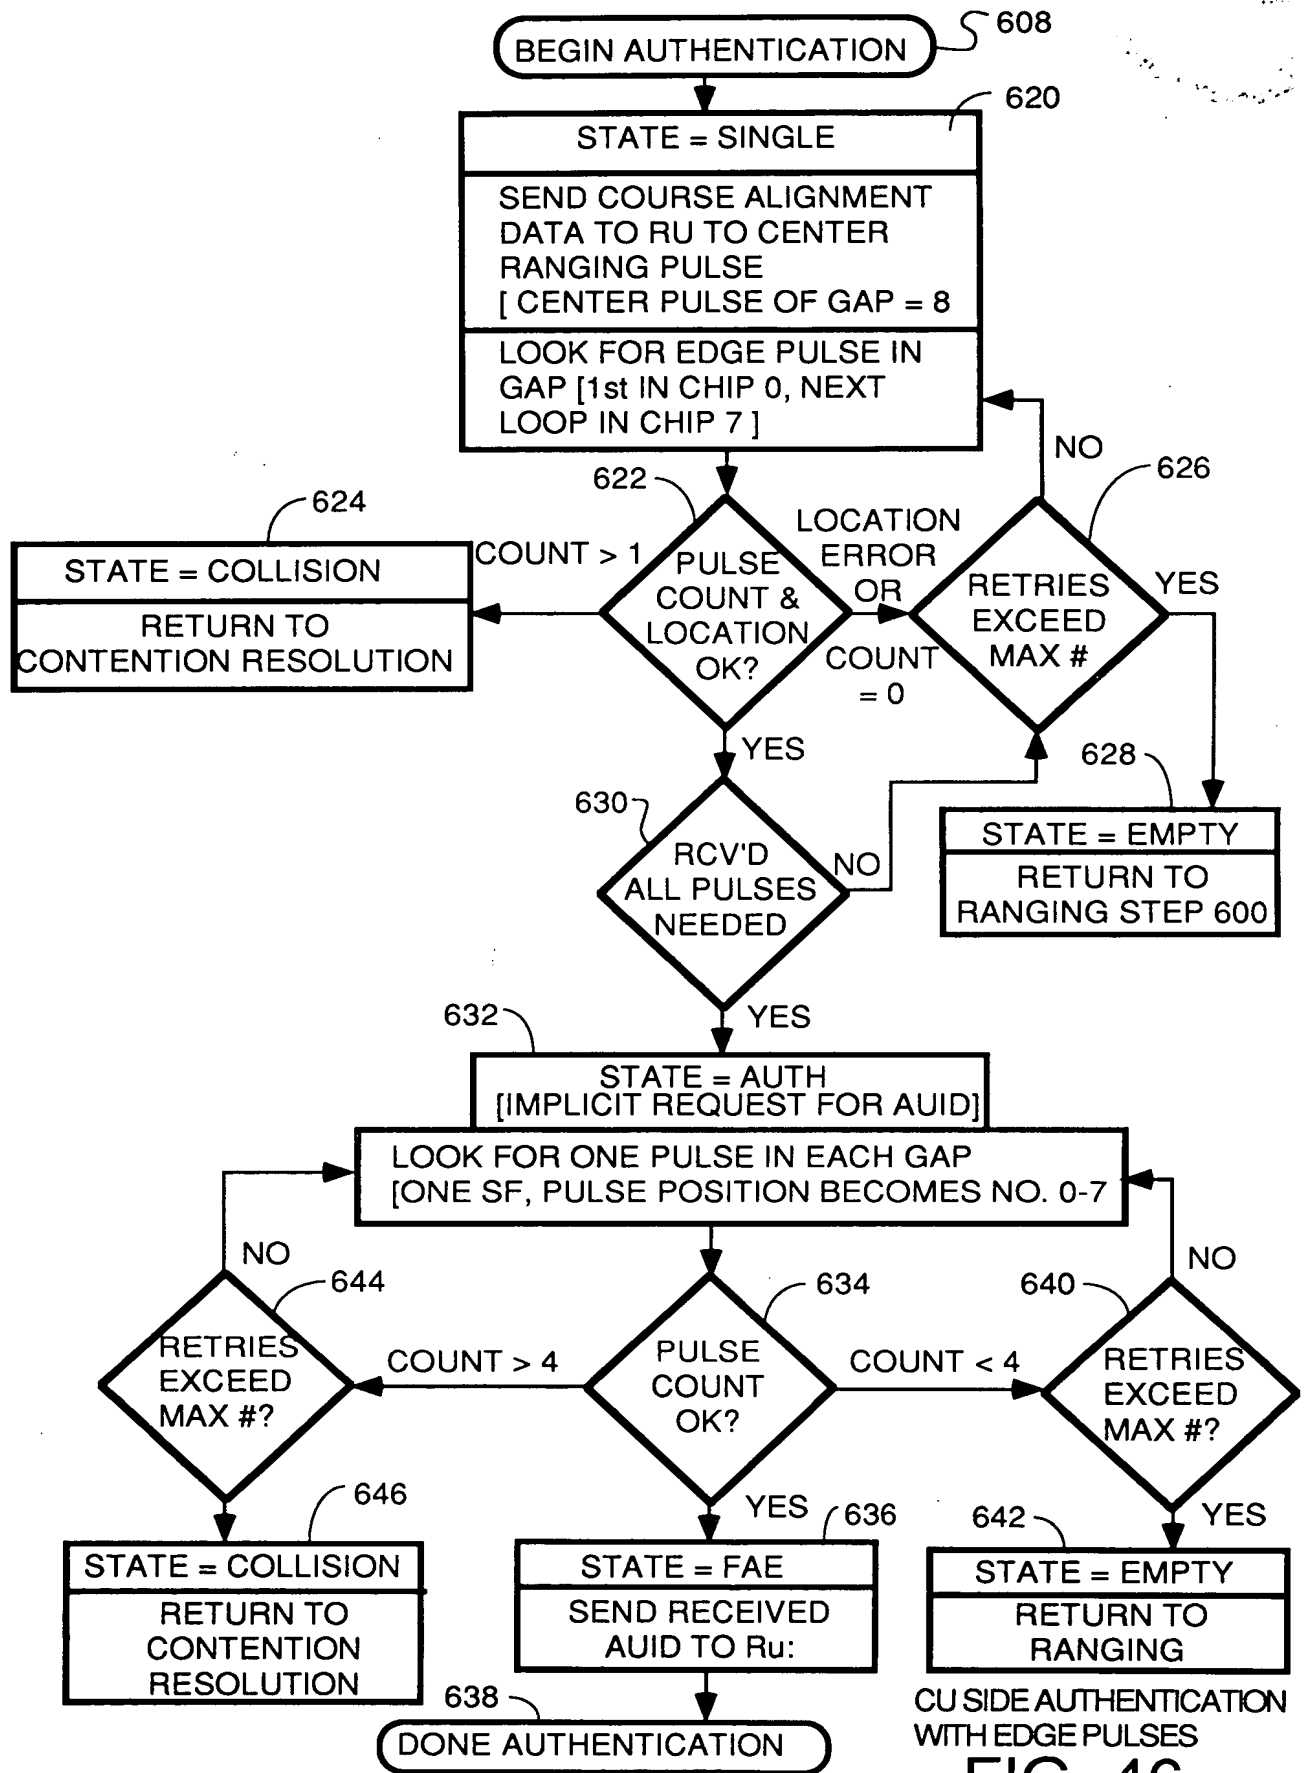 BEGIN AUTHENTICATION
608
620
STATE = SINGLE
SEND COURSE ALIGNMENT
DATA TO RU TO CENTER
RANGING PULSE
[ CENTER PULSE OF GAP = 8
LOOK FOR EDGE PULSE IN
GAP [1st IN CHIP 0, NEXT
LOOP IN CHIP 7 ]
622
PULSE
COUNT &
LOCATION
OK?
COUNT > 1
624
STATE = COLLISION
RETURN TO
CONTENTION RESOLUTION
LOCATION
ERROR
OR
COUNT
= 0
NO
626
RETRIES
EXCEED
MAX #
YES
628
STATE = EMPTY
RETURN TO
RANGING STEP 600
YES
630
RCV'D
ALL PULSES
NEEDED
NO
YES
632
STATE = AUTH
[IMPLICIT REQUEST FOR AUID]
LOOK FOR ONE PULSE IN EACH GAP
[ONE SF, PULSE POSITION BECOMES NO. 0-7
NO
644
RETRIES
EXCEED
MAX #?
COUNT > 4
634
PULSE
COUNT
OK?
COUNT < 4
NO
640
RETRIES
EXCEED
MAX #?
646
STATE = COLLISION
RETURN TO
CONTENTION
RESOLUTION
YES
636
STATE = FAE
SEND RECEIVED
AUID TO Ru:
YES
642
STATE = EMPTY
RETURN TO
RANGING
638
DONE AUTHENTICATION
CU SIDE AUTHENTICATION
WITH EDGE PULSES
FIG. 46